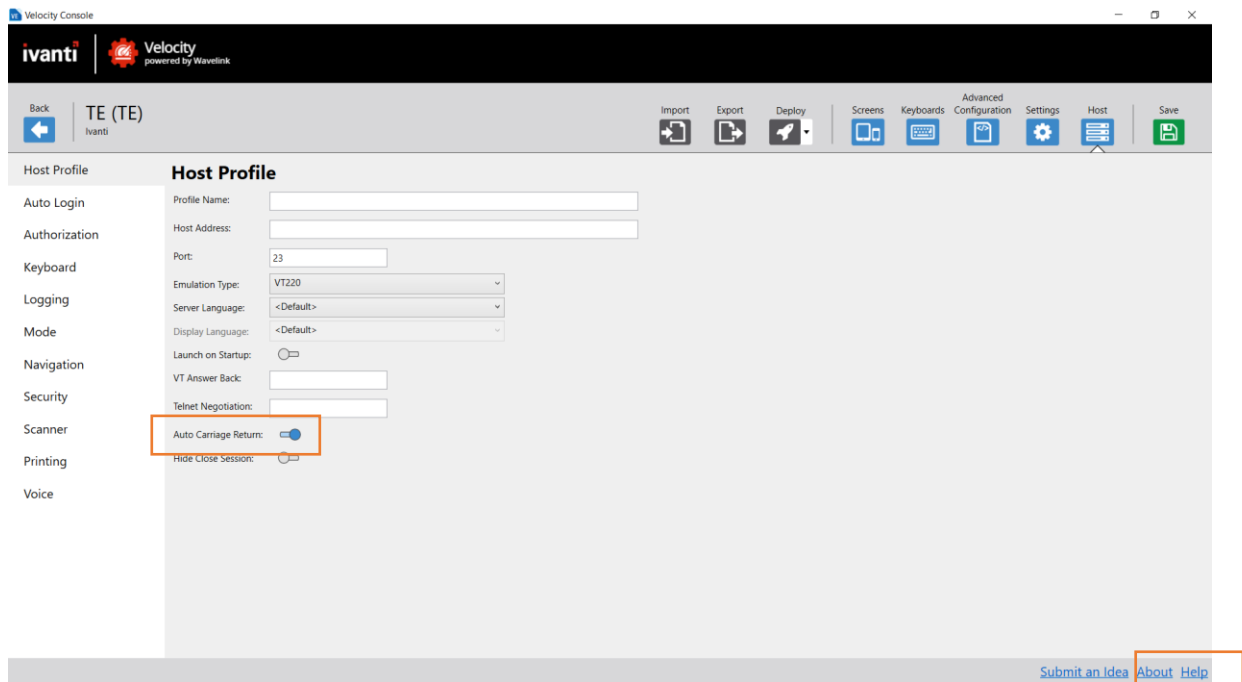 VE Velocity Console
ivanti
Velocity
powered by Wavelink
Back
TE (TE)
Ivanti
Import Export Deploy Screens Keyboards Advanced Configuration Settings Host Save
Host Profile
Auto Login
Authorization
Keyboard
Logging
Mode
Navigation
Security
Scanner
Printing
Voice
Host Profile
Profile Name:
Host Address:
Port: 23
Emulation Type: VT220
Server Language: <Default>
Display Language: <Default>
Launch on Startup:
VT Answer Back:
Telnet Negotiation:
Auto Carriage Return:
Hide Close Session:
Submit an Idea About Help